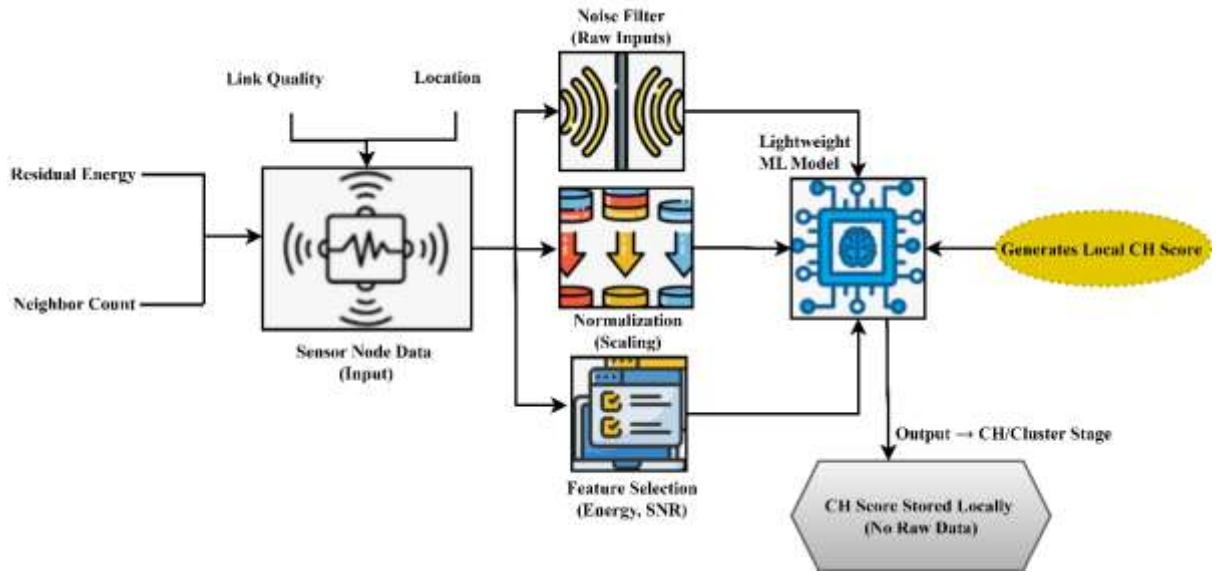 Noise Filter
(Raw Inputs)
Link Quality
Location
Residual Energy
Neighbor Count
Sensor Node Data
(Input)
Normalization
(Scaling)
Feature Selection
(Energy, SNR)
Lightweight
ML Model
Generates Local CH Score
Output → CH/Cluster Stage
CH Score Stored Locally
(No Raw Data)